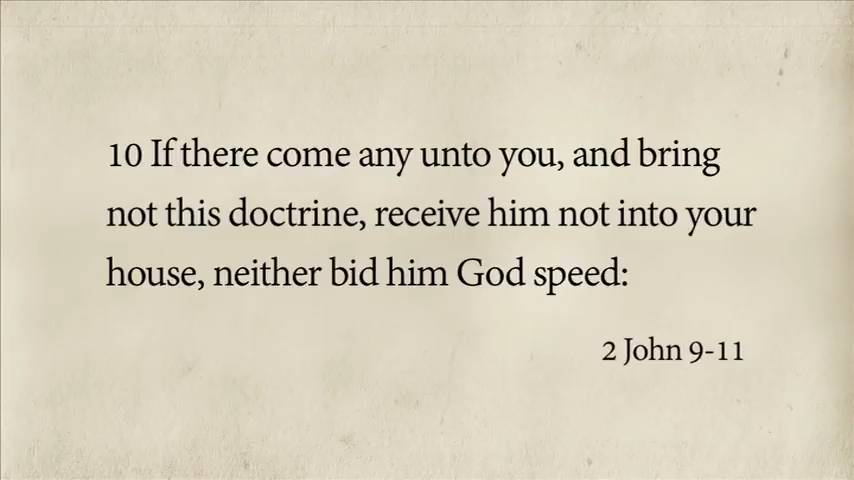 10 If there come any unto you, and bring
not this doctrine, receive him not into your
house, neither bid him God speed:
2 John 9-11